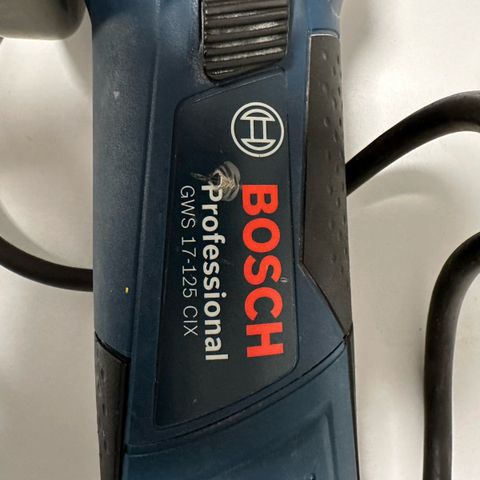 BOSCH
Professional
GWS 17-125 CIX